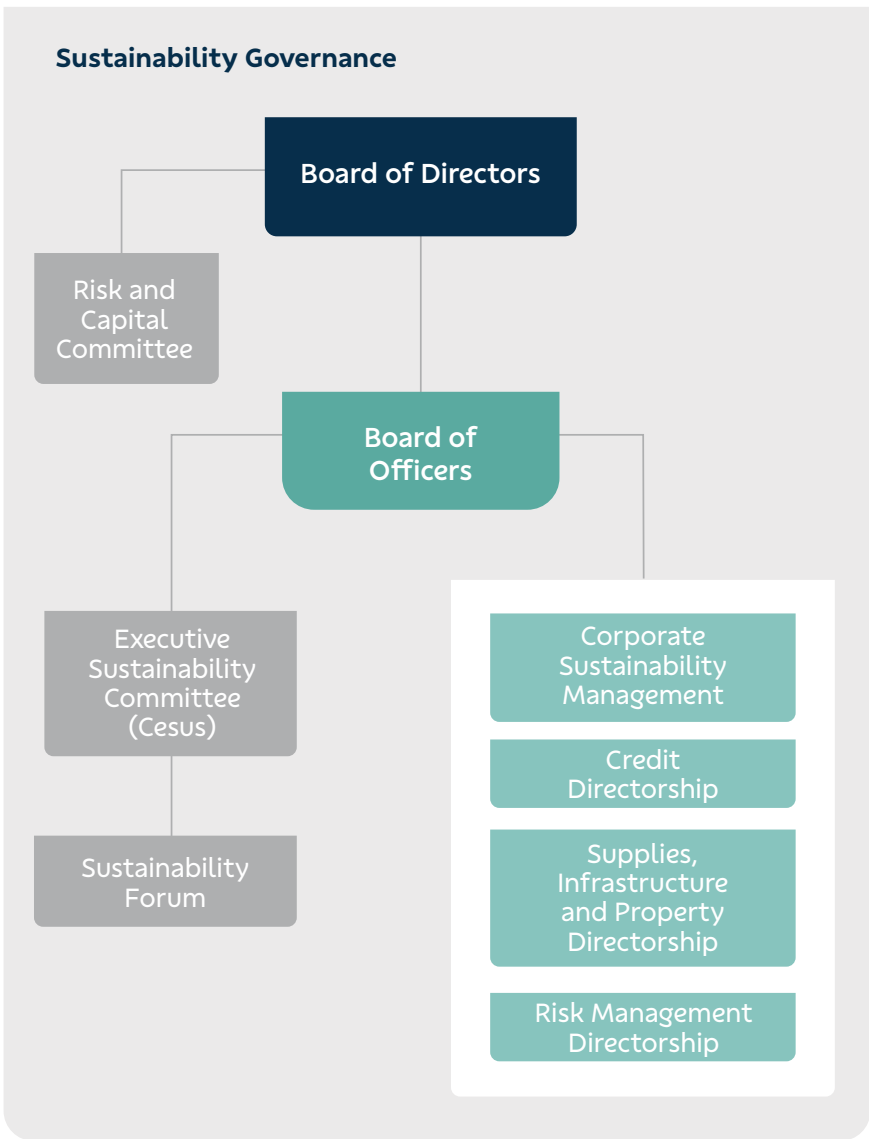 Sustainability Governance
Board of Directors
Risk and
Capital
Committee
Board of
Officers
Executive
Sustainability
Committee
(Cesus)
Sustainability
Forum
Corporate
Sustainability
Management
Credit
Directorship
Supplies,
Infrastructure
and Property
Directorship
Risk Management
Directorship